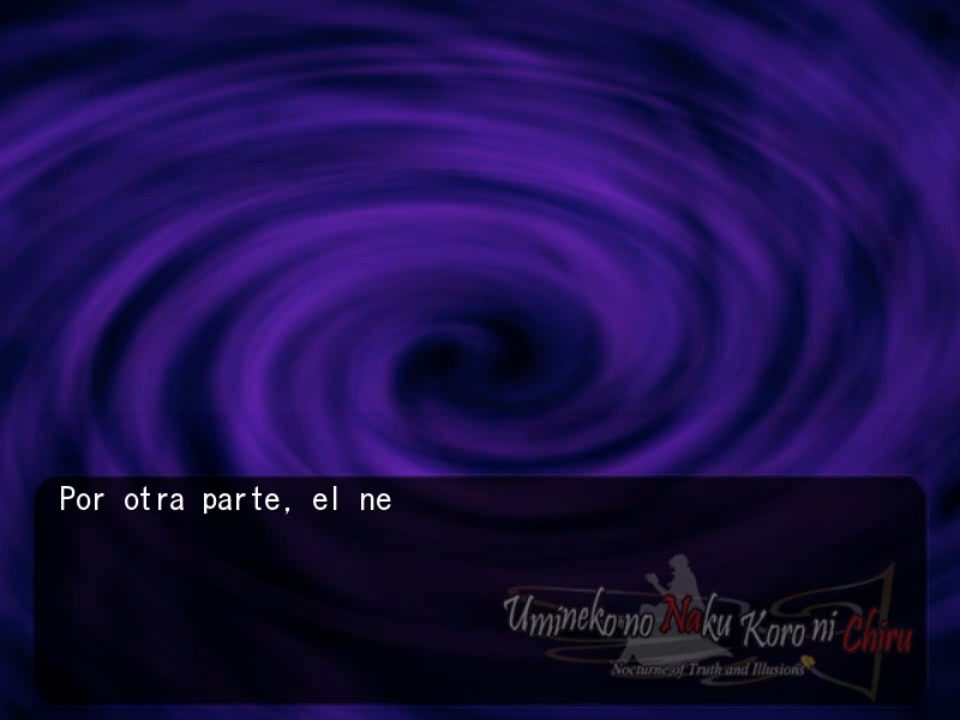 Por otra parte, el ne
Umineko no Naku Koro ni Chiru
Nocturne of Truth and Illusions